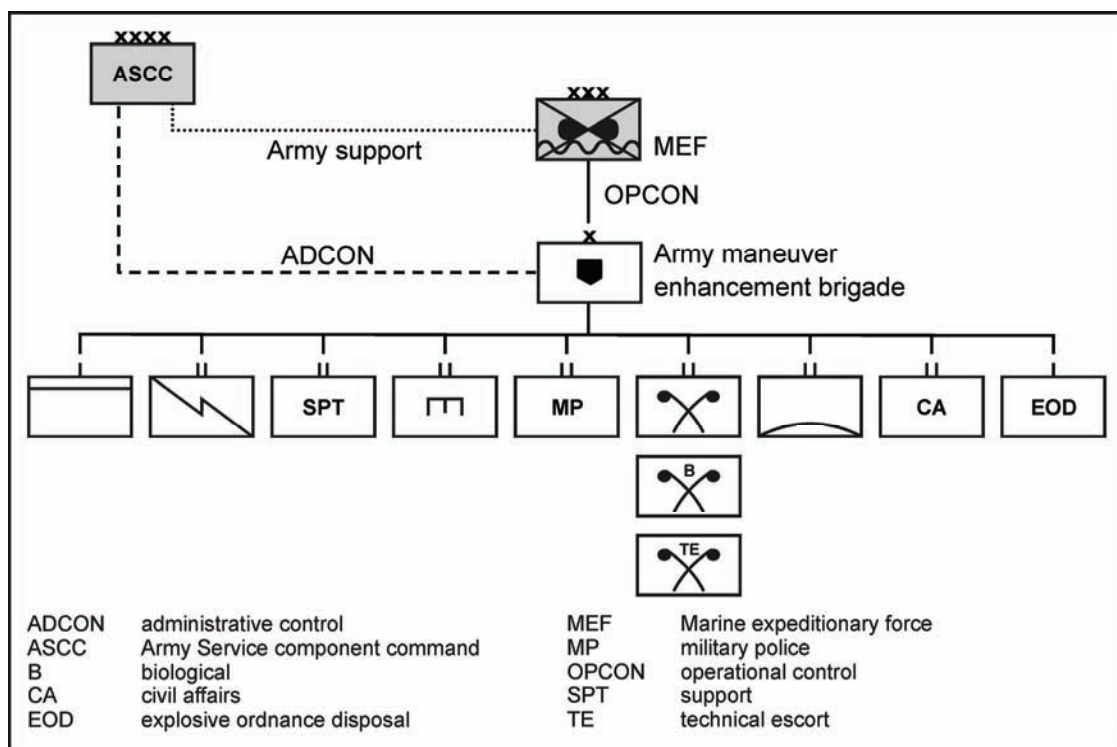 xxxx
ASCC
xxx
Army support
MEF
OPCON
x
ADCON
Army maneuver
enhancement brigade
SPT
MP
CA
EOD
B
TE
ADCON administrative control
ASCC Army Service component command
B biological
CA civil affairs
EOD explosive ordnance disposal
MEF Marine expeditionary force
MP military police
OPCON operational control
SPT support
TE technical escort